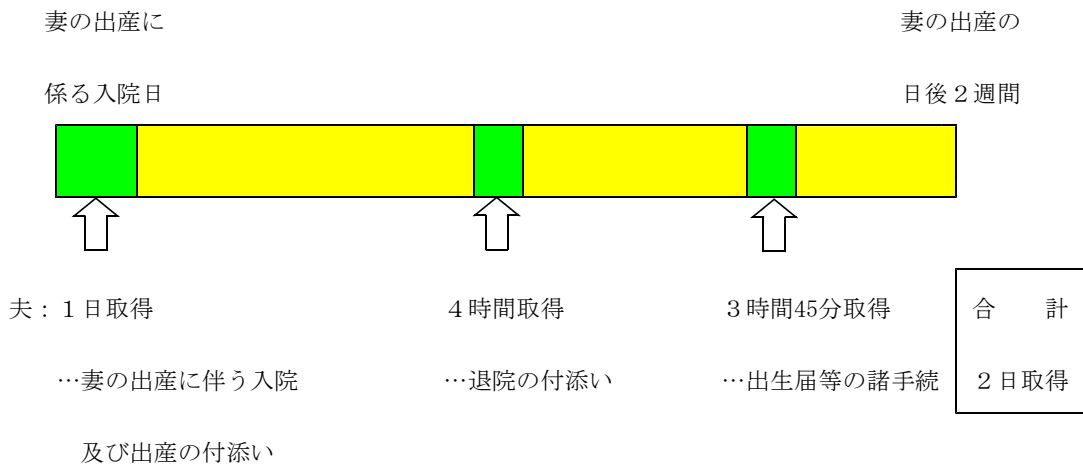 妻の出産に
係る入院日
妻の出産の
日後２週間
夫：１日取得
４時間取得
３時間45分取得
合　計
…妻の出産に伴う入院
及び出産の付添い
…退院の付添い
…出生届等の諸手続
２日取得